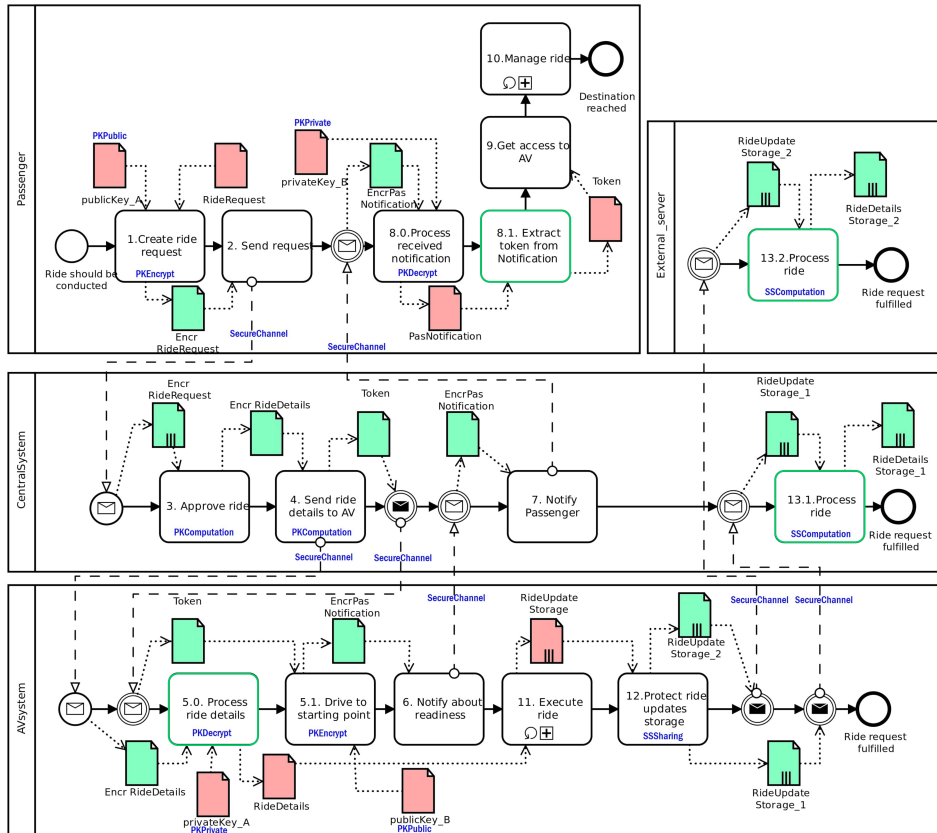 Passenger
10.Manage ride
Destination
reached
PKPublic
publicKey_A
RideRequest
PKPrivate
privateKey_B
EncrPas
Notification
9.Get access to
AV
Token
Ride should be
conducted
1.Create ride
request
PKEncrypt
2. Send request
8.0.Process
received
notification
PKDecrypt
8.1. Extract
token from
Notification
Encr
RideRequest
SecureChannel
SecureChannel
PasNotification
External_server
RideUpdate
Storage_2
RideDetails
Storage_2
13.2.Process
ride
SSComputation
Ride request
fulfilled
CentralSystem
Encr
RideRequest
Encr RideDetails
Token
EncrPas
Notification
RideUpdate
Storage_1
RideDetails
Storage_1
3. Approve ride
PKComputation
4. Send ride
details to AV
PKComputation
SecureChannel
7. Notify
Passenger
13.1.Process
ride
SSComputation
Ride request
fulfilled
AVsystem
Token
EncrPas
Notification
SecureChannel
RideUpdate
Storage
RideUpdate
Storage_2
SecureChannel
SecureChannel
5.0. Process
ride details
PKDecrypt
5.1. Drive to
starting point
PKEncrypt
6. Notify about
readiness
11. Execute
ride
12.Protect ride
updates
storage
SSSharing
Ride request
fulfilled
Encr RideDetails
privateKey_A
PKPrivate
RideDetails
publicKey_B
PKPublic
RideUpdate
Storage_1